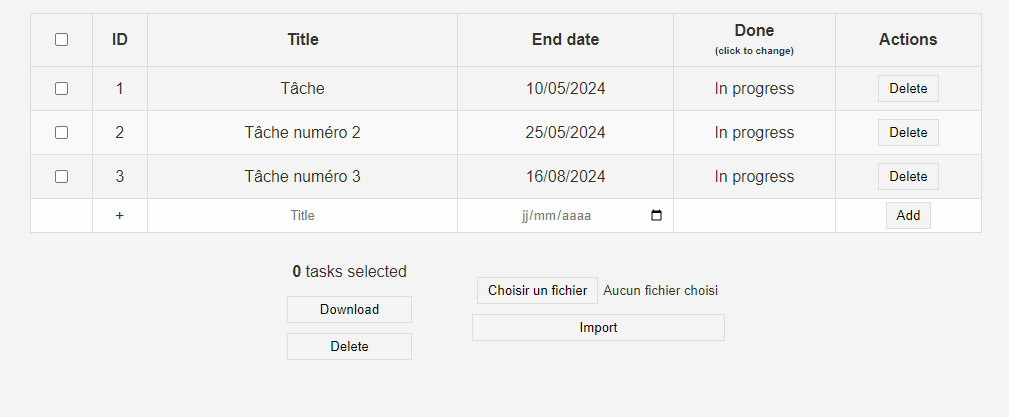 ID Title End date Done Actions
(click to change)
1 Tâche 10/05/2024 In progress Delete
2 Tâche numéro 2 25/05/2024 In progress Delete
3 Tâche numéro 3 16/08/2024 In progress Delete
+ Title jj/mm/aaaa Add
0 tasks selected
Download
Delete
Choisir un fichier Aucun fichier choisi
Import